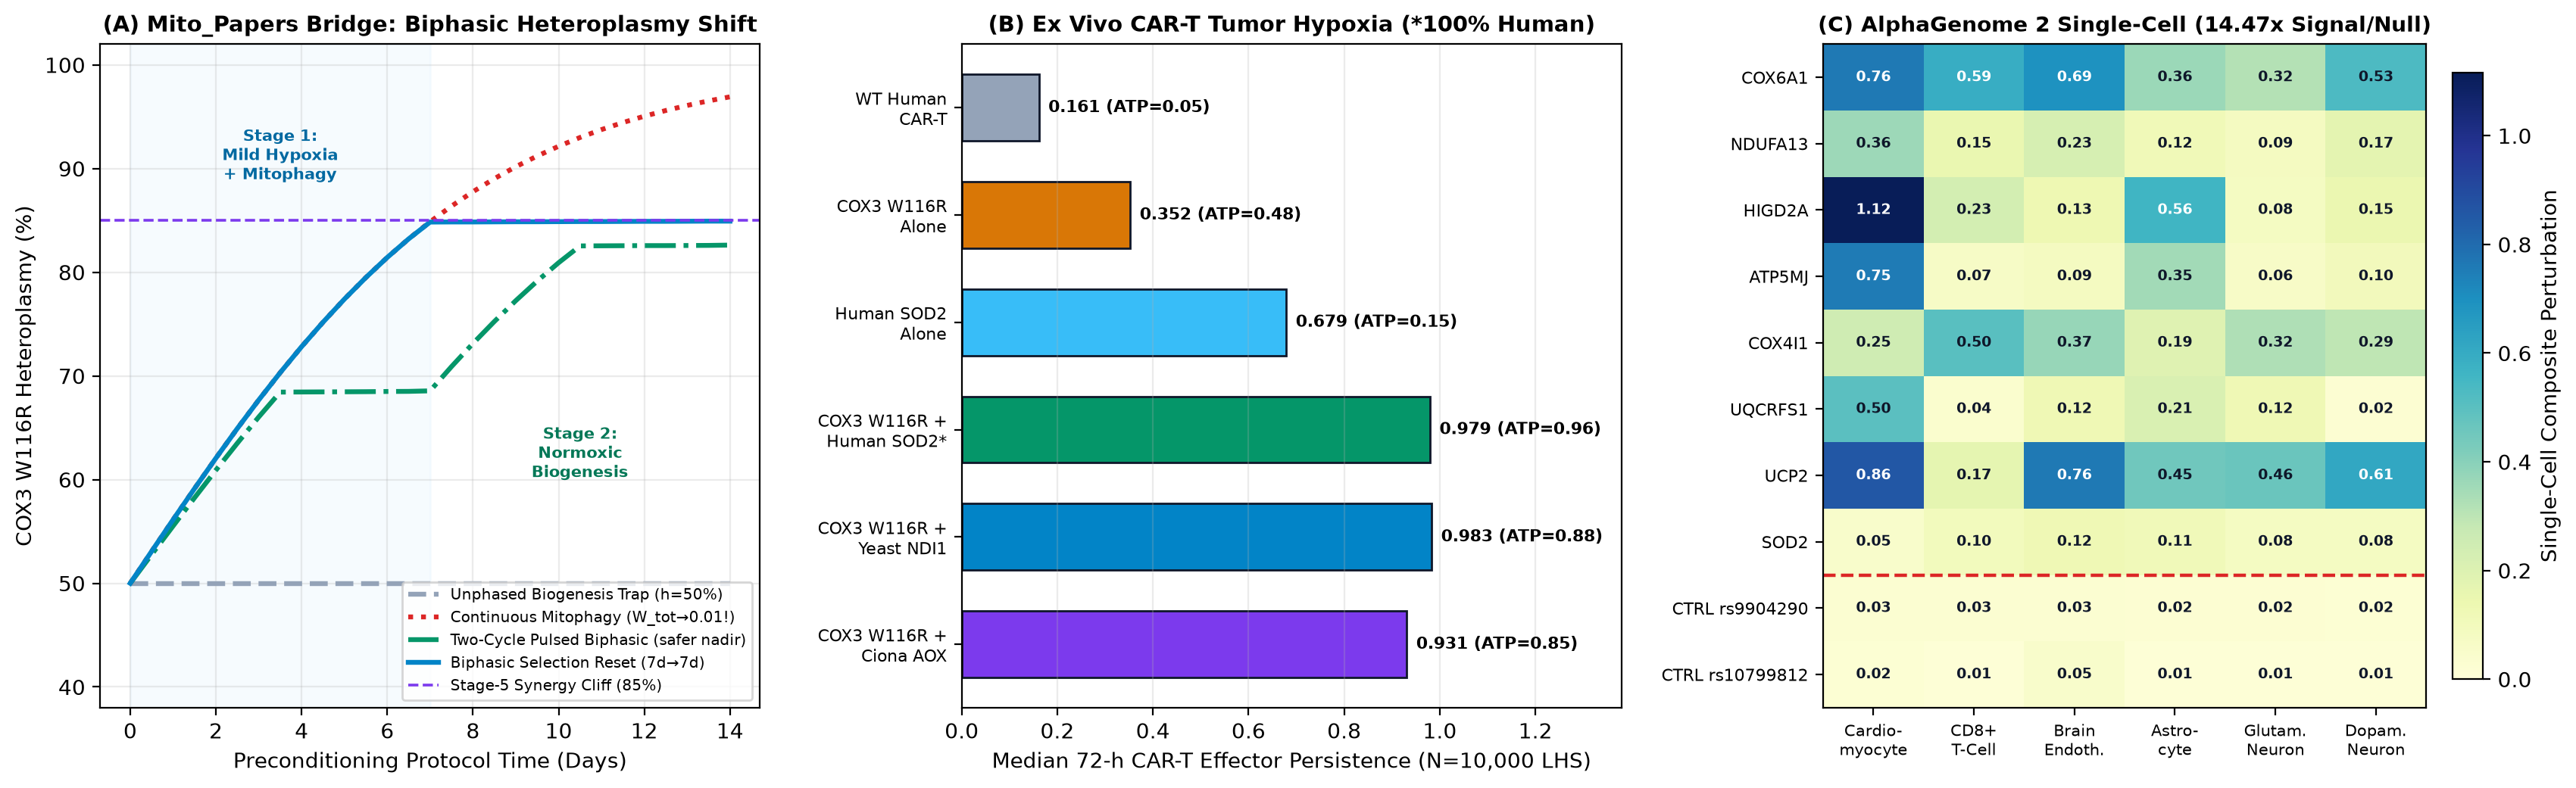 (A) Mito_Papers Bridge: Biphasic Heteroplasmy Shift
COX3 W116R Heteroplasmy (%)
100
90
80
70
60
50
40
Stage 1:
Mild Hypoxia
+ Mitophagy
Stage 2:
Normoxic
Biogenesis
Unphased Biogenesis Trap (h=50%)
Continuous Mitophagy (W_tot→0.01!)
Two-Cycle Pulsed Biphasic (safer nadir)
Biphasic Selection Reset (7d→7d)
Stage-5 Synergy Cliff (85%)
0 2 4 6 8 10 12 14
Preconditioning Protocol Time (Days)
(B) Ex Vivo CAR-T Tumor Hypoxia (*100% Human)
WT Human
CAR-T
0.161 (ATP=0.05)
COX3 W116R
Alone
0.352 (ATP=0.48)
Human SOD2
Alone
0.679 (ATP=0.15)
COX3 W116R +
Human SOD2*
0.979 (ATP=0.96)
COX3 W116R +
Yeast NDI1
0.983 (ATP=0.88)
COX3 W116R +
Ciona AOX
0.931 (ATP=0.85)
0.0 0.2 0.4 0.6 0.8 1.0 1.2
Median 72-h CAR-T Effector Persistence (N=10,000 LHS)
(C) AlphaGenome 2 Single-Cell (14.47x Signal/Null)
COX6A1 0.76 0.59 0.69 0.36 0.32 0.53
NDUFA13 0.36 0.15 0.23 0.12 0.09 0.17
HIGD2A 1.12 0.23 0.13 0.56 0.08 0.15
ATP5MJ 0.75 0.07 0.09 0.35 0.06 0.10
COX4I1 0.25 0.50 0.37 0.19 0.32 0.29
UQCRFS1 0.50 0.04 0.12 0.21 0.12 0.02
UCP2 0.86 0.17 0.76 0.45 0.46 0.61
SOD2 0.05 0.10 0.12 0.11 0.08 0.08
CTRL rs9904290 0.03 0.03 0.03 0.02 0.02 0.02
CTRL rs10799812 0.02 0.01 0.05 0.01 0.01 0.01
Cardio-
myocyte
CD8+
T-Cell
Brain
Endoth.
Astro-
cyte
Glutam.
Neuron
Dopam.
Neuron
1.0
0.8
0.6
0.4
0.2
0.0
Single-Cell Composite Perturbation